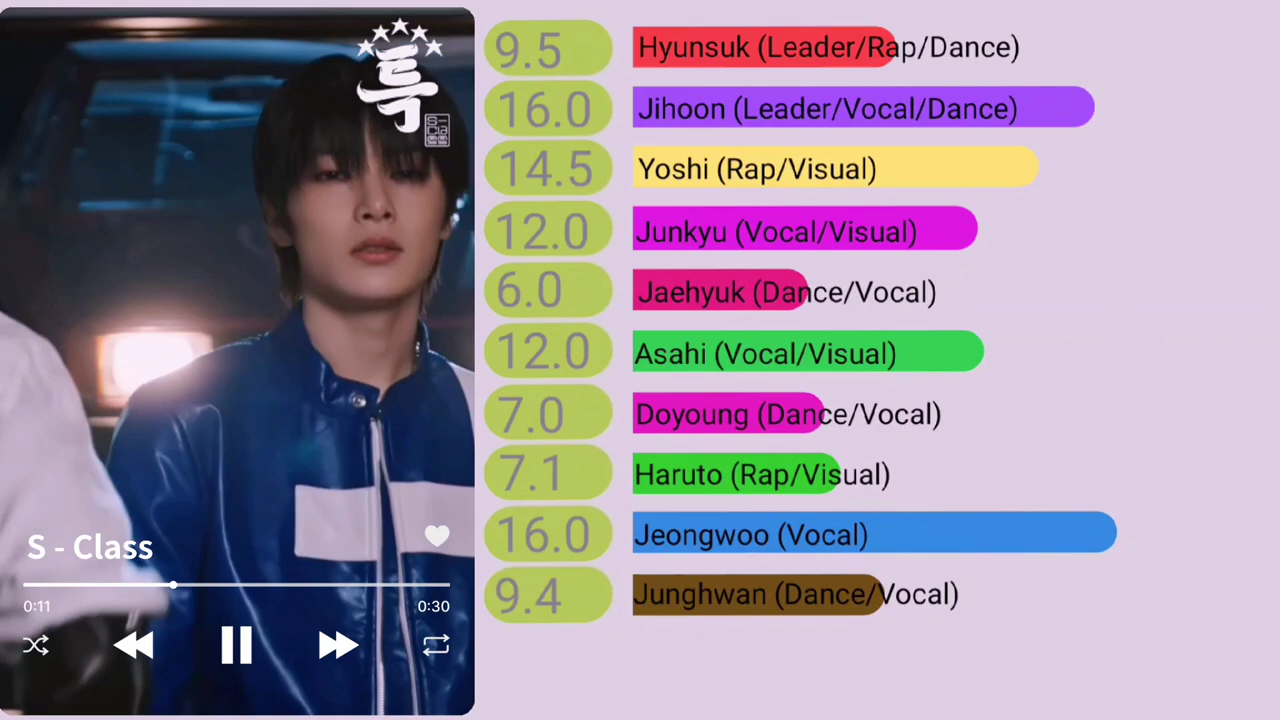 특
S-
Cla
9.5 Hyunsuk (Leader/Rap/Dance)
16.0 Jihoon (Leader/Vocal/Dance)
14.5 Yoshi (Rap/Visual)
12.0 Junkyu (Vocal/Visual)
6.0 Jaehyuk (Dance/Vocal)
12.0 Asahi (Vocal/Visual)
7.0 Doyoung (Dance/Vocal)
7.1 Haruto (Rap/Visual)
16.0 Jeongwoo (Vocal)
9.4 Junghwan (Dance/Vocal)
S - Class
0:11 0:30